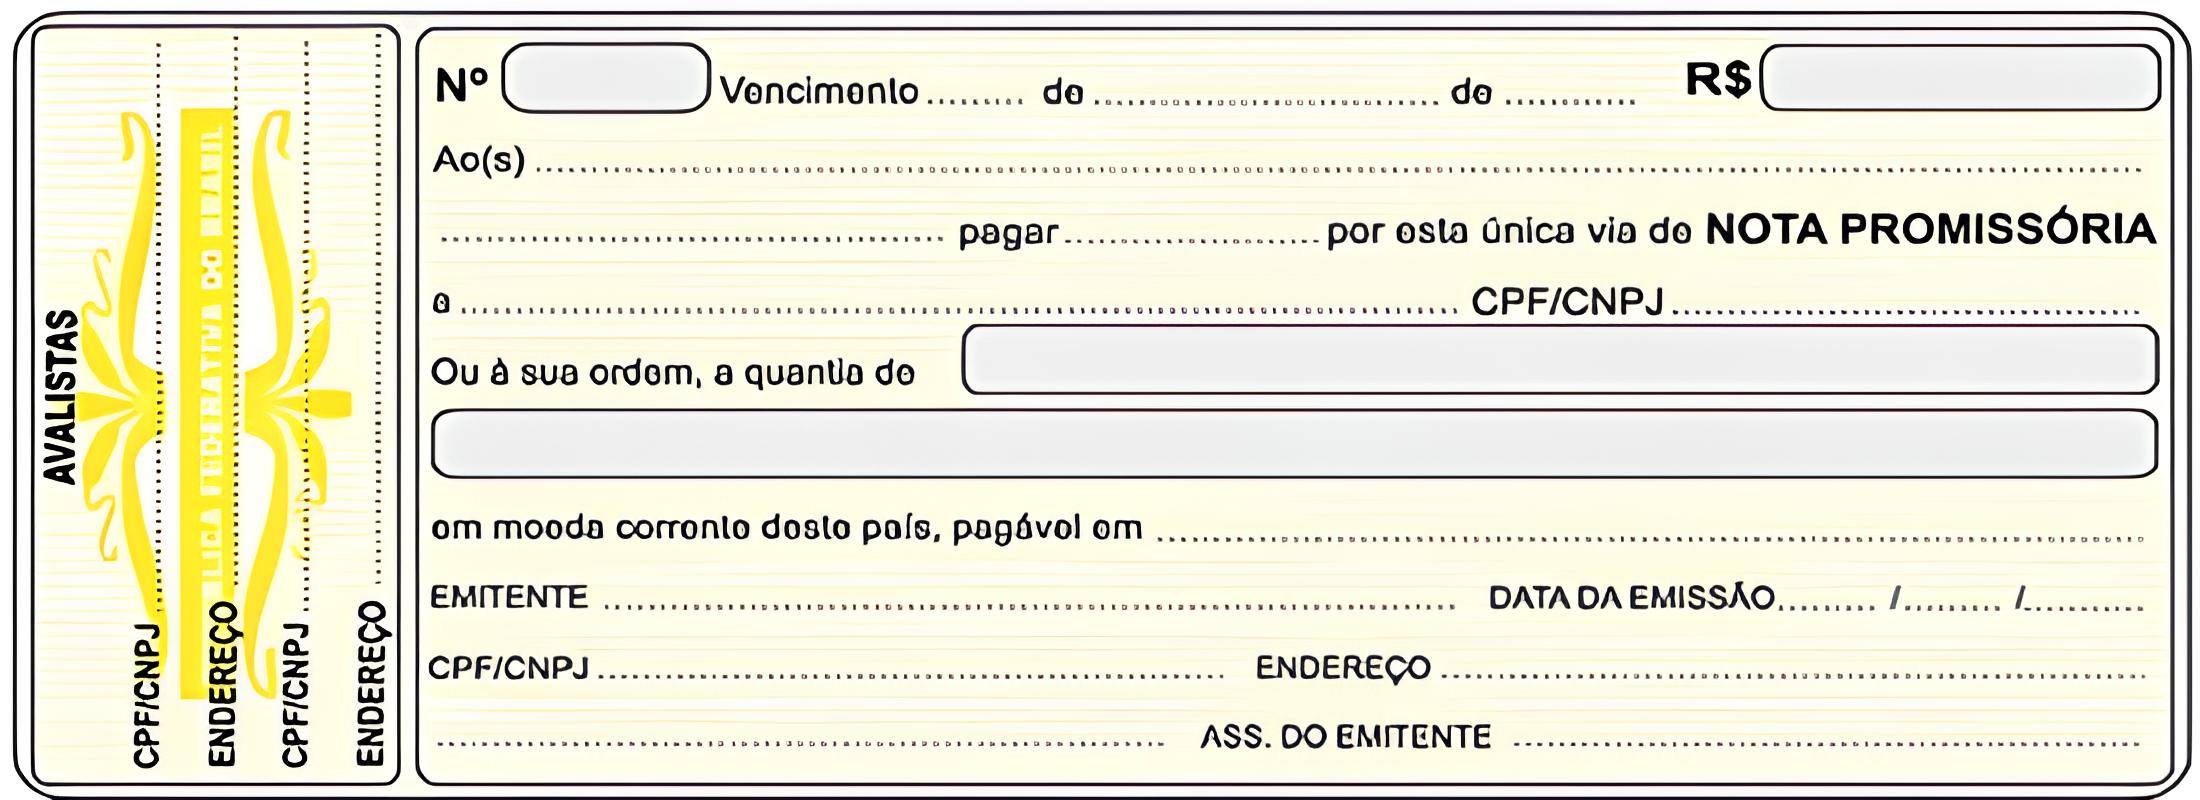 AVALISTAS
CPF/CNPJ
ENDEREÇO
CPF/CNPJ
ENDEREÇO
Nº Vencimento ........ de .............................. de ........... R$
Ao(s) ..............................
.............................. pagar .................... por esta única via de NOTA PROMISSÓRIA
a .............................. CPF/CNPJ ....................
Ou à sua ordem, a quantia de
em moeda corrente deste país, pagável em ..............................
EMITENTE .............................. DATA DA EMISSÃO ........ / ........ / ..........
CPF/CNPJ .............................. ENDEREÇO ..............................
.............................. ASS. DO EMITENTE ..............................